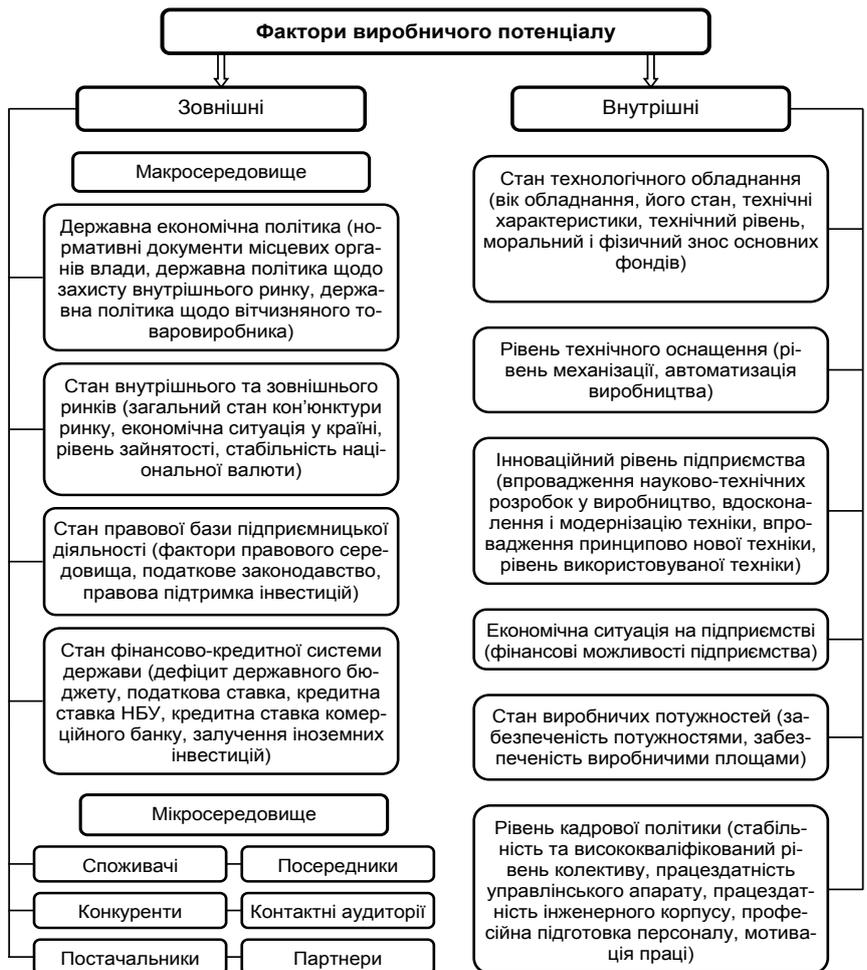 Фактори виробничого потенціалу
Зовнішні
Макросередовище
Державна економічна політика (но-
рмативні документи місцевих орга-
нів влади, державна політика щодо
захисту внутрішнього ринку, держа-
вна політика щодо вітчизняного то-
варовиробника)
Стан внутрішнього та зовнішнього
ринків (загальний стан кон’юнктури
ринку, економічна ситуація у країні,
рівень зайнятості, стабільність наці-
ональної валюти)
Стан правової бази підприємницької
діяльності (фактори правового сере-
довища, податкове законодавство,
правова підтримка інвестицій)
Стан фінансово-кредитної системи
держави (дефіцит державного бю-
джету, податкова ставка, кредитна
ставка НБУ, кредитна ставка комер-
ційного банку, залучення іноземних
інвестицій)
Мікросередовище
Споживачі
Посередники
Конкуренти
Контактні аудиторії
Постачальники
Партнери
Внутрішні
Стан технологічного обладнання
(вік обладнання, його стан, технічні
характеристики, технічний рівень,
моральний і фізичний знос основних
фондів)
Рівень технічного оснащення (рі-
вень механізації, автоматизація
виробництва)
Інноваційний рівень підприємства
(впровадження науково-технічних
розробок у виробництво, вдоскона-
лення і модернізацію техніки, впро-
вадження принципово нової техніки,
рівень використовуваної техніки)
Економічна ситуація на підприємстві
(фінансові можливості підприємства)
Стан виробничих потужностей (за-
безпеченість потужностями, забез-
печеність виробничими площами)
Рівень кадрової політики (стабіль-
ність та висококваліфікований рі-
вень колективу, працездатність
управлінського апарату, працездат-
ність інженерного корпусу, профе-
сійна підготовка персоналу, мотива-
ція праці)